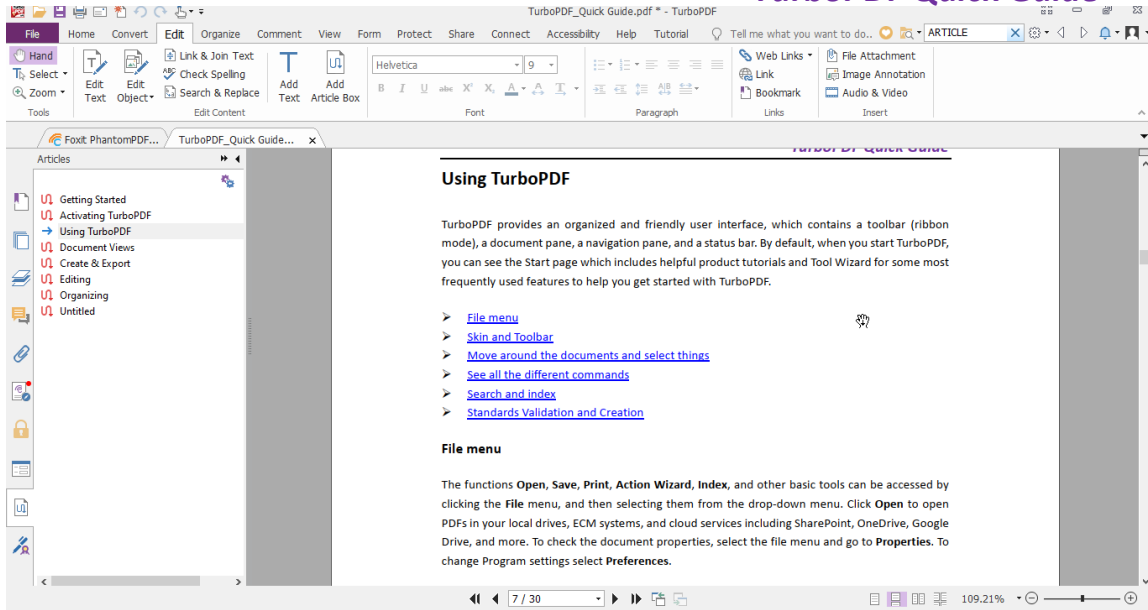 TurboPDF Quick Guide
TurboPDF_Quick Guide.pdf * - TurboPDF
File Home Convert Edit Organize Comment View Form Protect Share Connect Accessibility Help Tutorial Tell me what you want to do.. ARTICLE
Hand
Select
Zoom
Tools
Edit Text
Edit Object
Link & Join Text
Check Spelling
Search & Replace
Edit Content
Add Text
Add Article Box
Helvetica 9
B I U abc X² X₂ A A T
Font
Paragraph
Web Links
Link
Bookmark
Links
File Attachment
Image Annotation
Audio & Video
Insert
Foxit PhantomPDF... TurboPDF_Quick Guide... x
Articles
Getting Started
Activating TurboPDF
Using TurboPDF
Document Views
Create & Export
Editing
Organizing
Untitled
TurboPDF Quick Guide
Using TurboPDF
TurboPDF provides an organized and friendly user interface, which contains a toolbar (ribbon
mode), a document pane, a navigation pane, and a status bar. By default, when you start TurboPDF,
you can see the Start page which includes helpful product tutorials and Tool Wizard for some most
frequently used features to help you get started with TurboPDF.
File menu
Skin and Toolbar
Move around the documents and select things
See all the different commands
Search and index
Standards Validation and Creation
File menu
The functions Open, Save, Print, Action Wizard, Index, and other basic tools can be accessed by
clicking the File menu, and then selecting them from the drop-down menu. Click Open to open
PDFs in your local drives, ECM systems, and cloud services including SharePoint, OneDrive, Google
Drive, and more. To check the document properties, select the file menu and go to Properties. To
change Program settings select Preferences.
7 / 30
109.21%